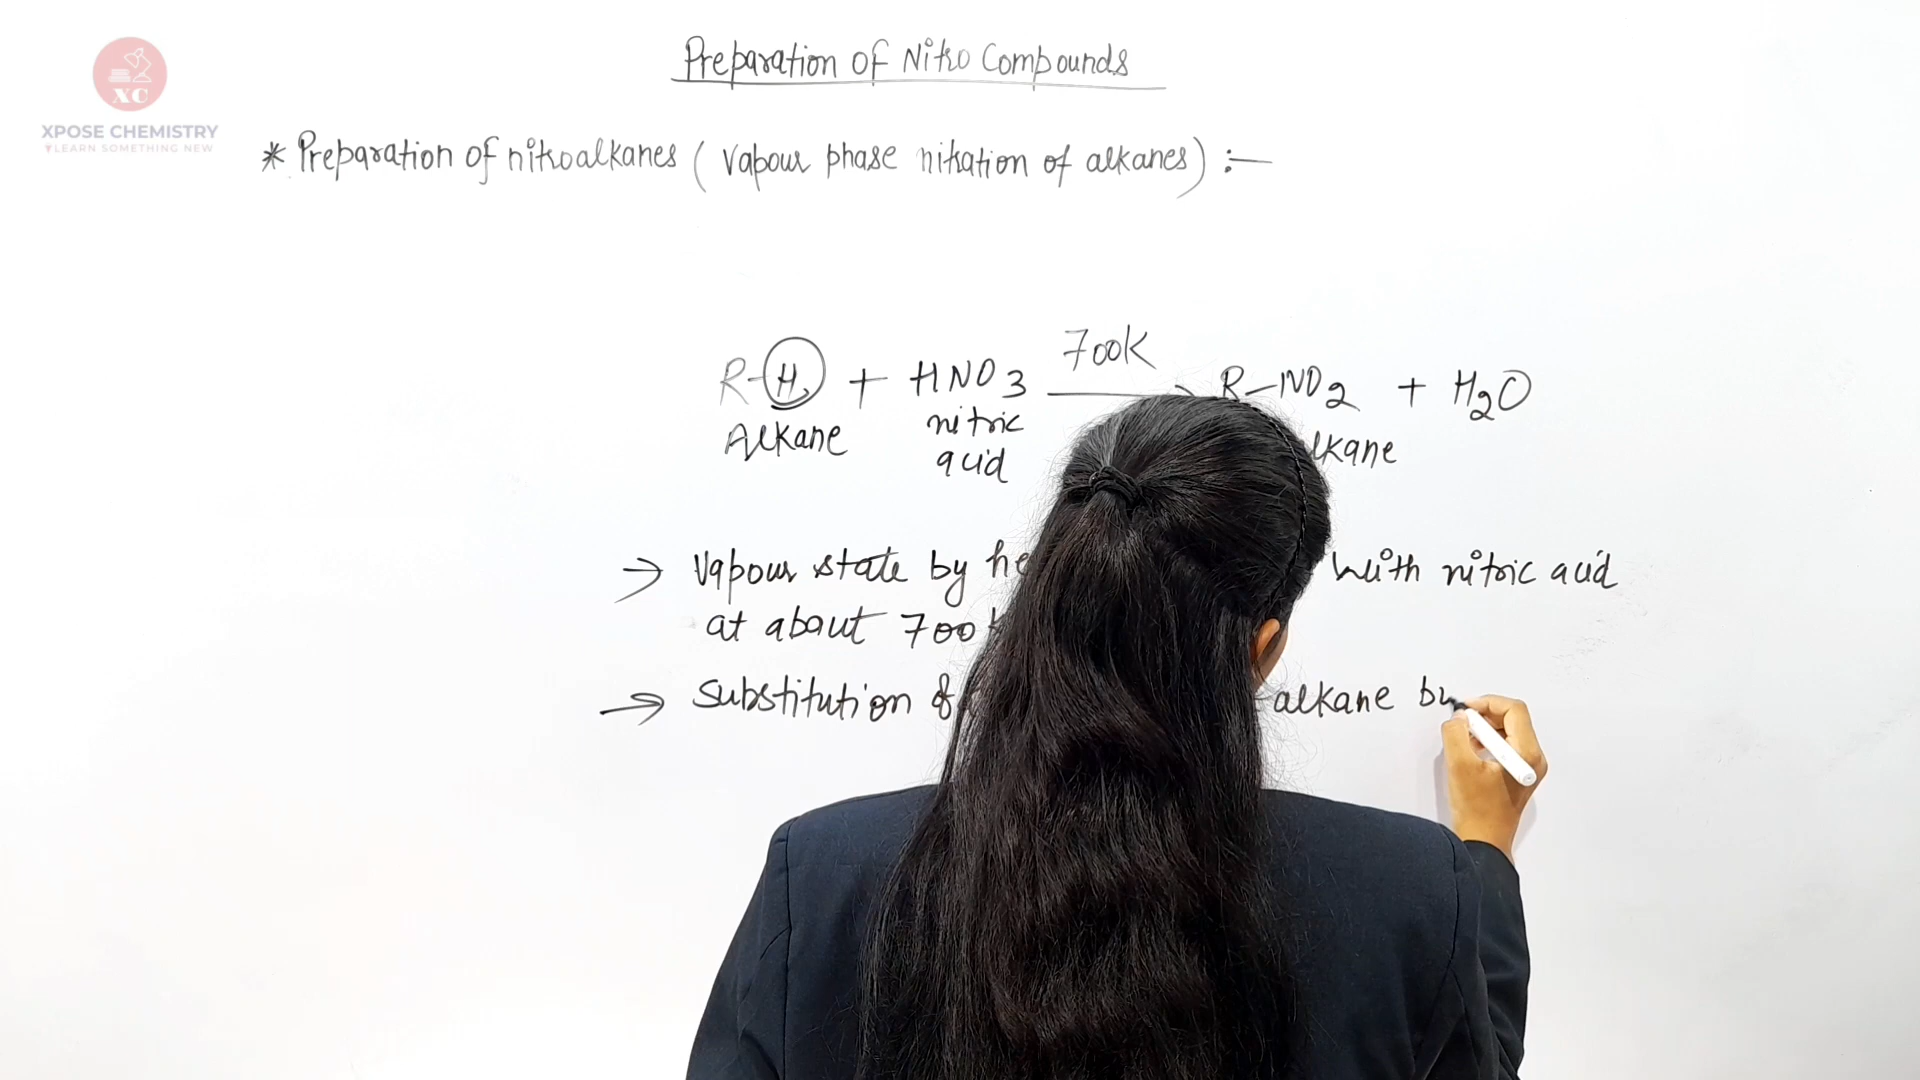 XC
XPOSE CHEMISTRY
LEARN SOMETHING NEW
Preparation of Nitro Compounds
* Preparation of nitroalkanes ( Vapour phase nitration of alkanes ) :-
700K
R-H + HNO3 → R-NO2 + H2O
Alkane nitric lkane
acid
→ Vapour state by he with nitric acid
at about 700K
→ Substitution of alkane by